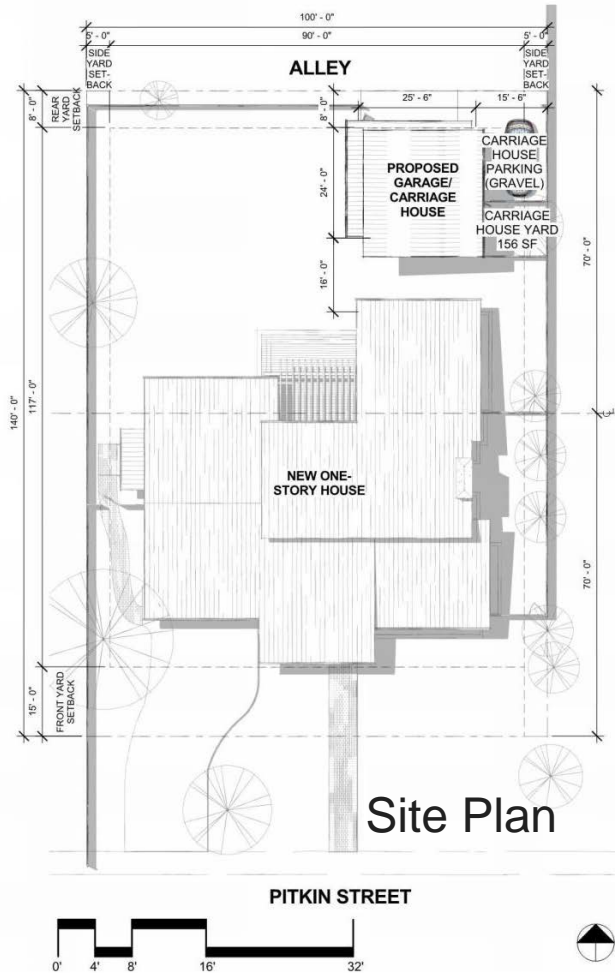 100' - 0"
5' - 0"
90' - 0"
5' - 0"
SIDE
YARD
SET-
BACK
ALLEY
SIDE
YARD
SET-
BACK
8' - 0"
REAR
YARD
SETBACK
8' - 0"
25' - 6"
15' - 6"
PROPOSED
GARAGE/
CARRIAGE
HOUSE
CARRIAGE
HOUSE
PARKING
(GRAVEL)
24' - 0"
CARRIAGE
HOUSE YARD
156 SF
70' - 0"
16' - 0"
140' - 0"
117' - 0"
NEW ONE-
STORY HOUSE
70' - 0"
15' - 0"
FRONT YARD
SETBACK
Site Plan
PITKIN STREET
0'
4'
8'
16'
32'